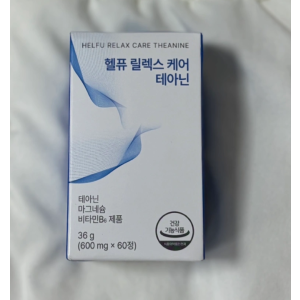 HELFU RELAX CARE THEANINE
헬퓨 릴렉스 케어
테아닌
테아닌
마그네슘
비타민B₆ 제품
36 g
(600 mg × 60정)
건강
기능식품